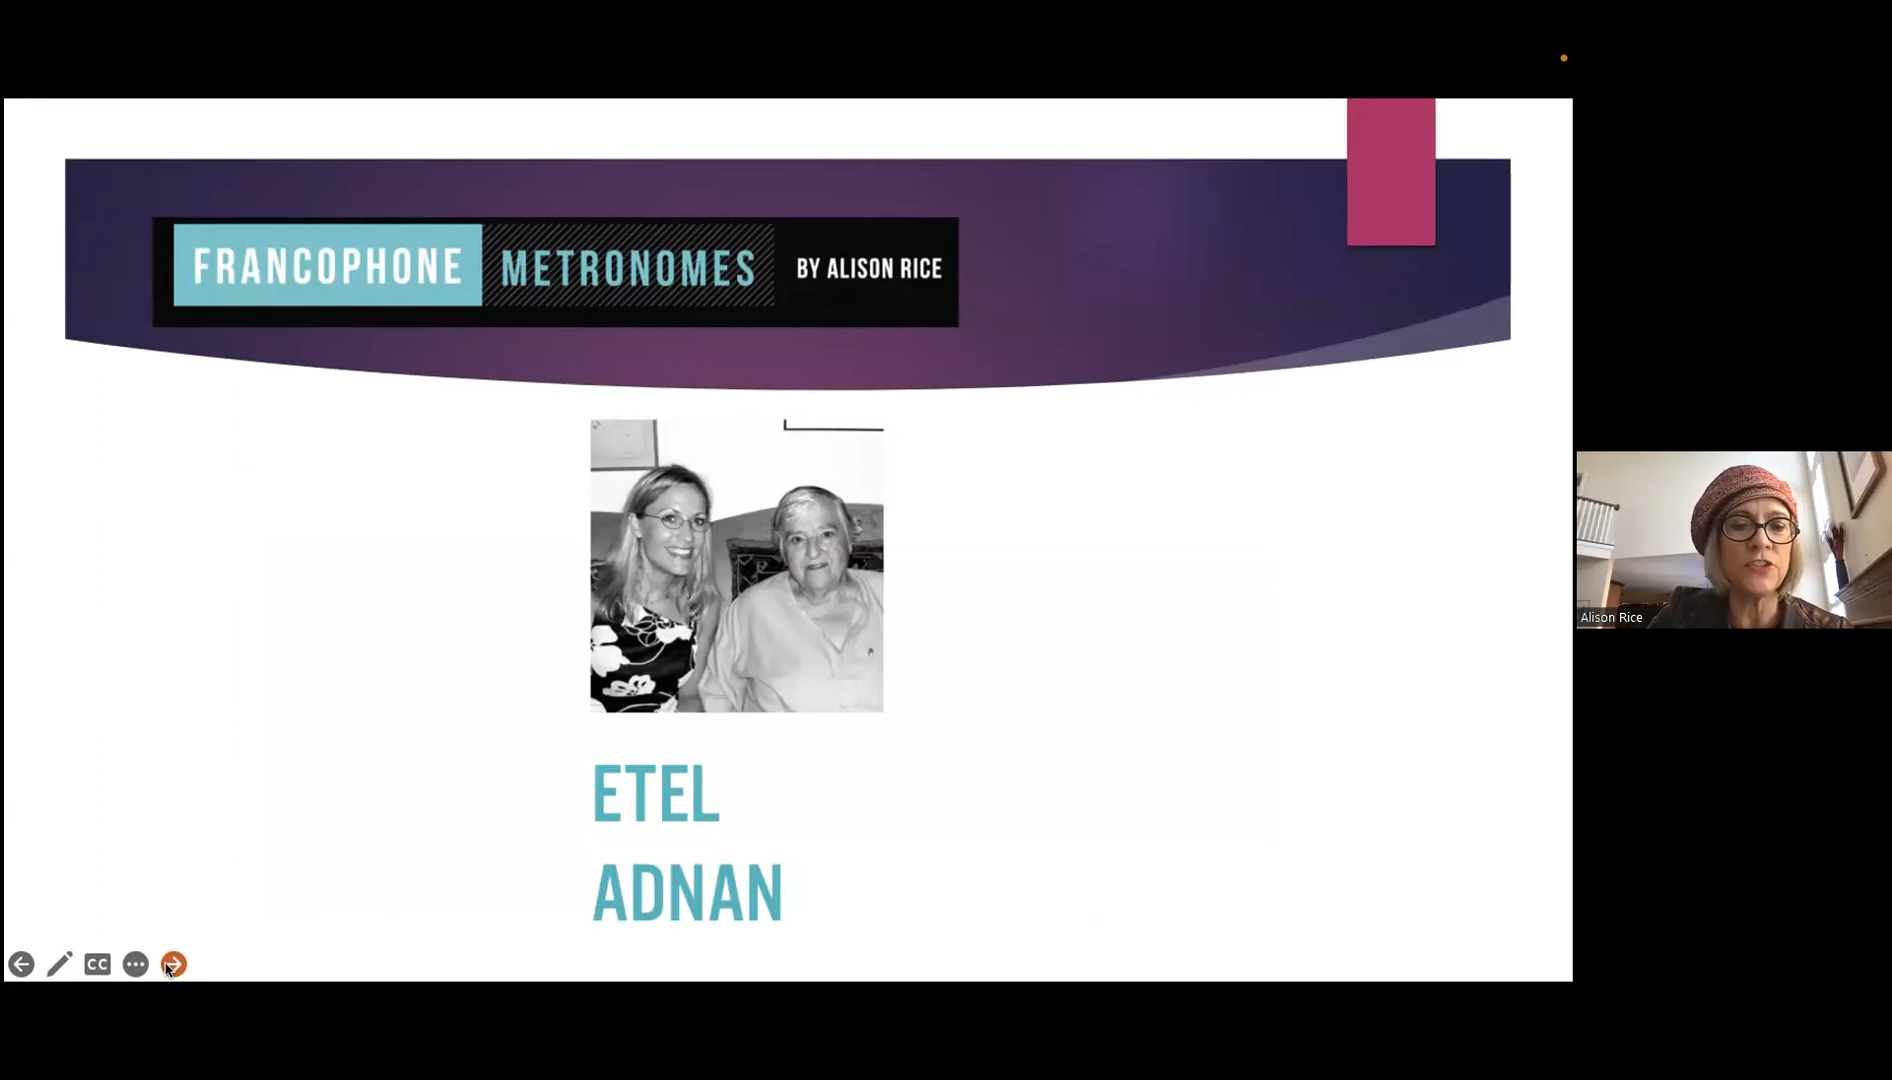 FRANCOPHONE METRONOMES BY ALISON RICE
ETEL
ADNAN
CC
Alison Rice